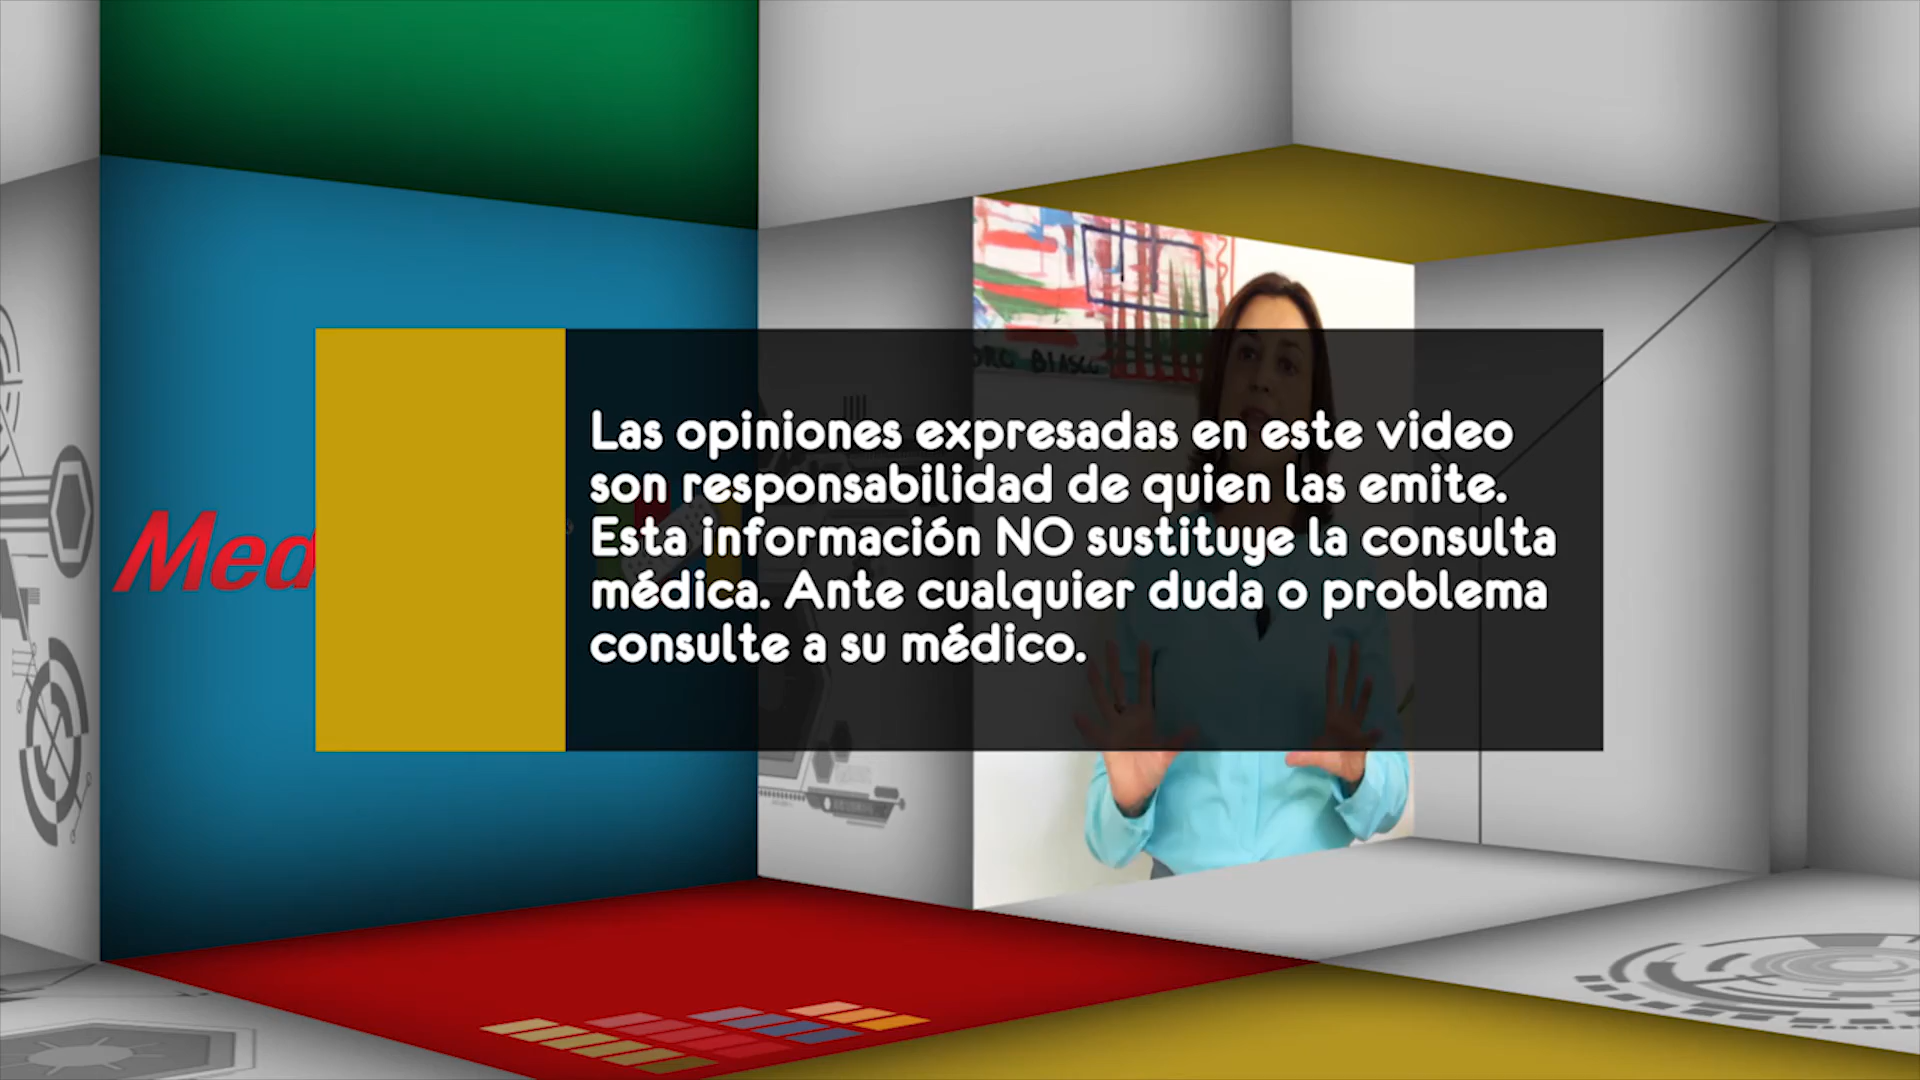 Las opiniones expresadas en este video
son responsabilidad de quien las emite.
Esta información NO sustituye la consulta
médica. Ante cualquier duda o problema
consulte a su médico.
Med